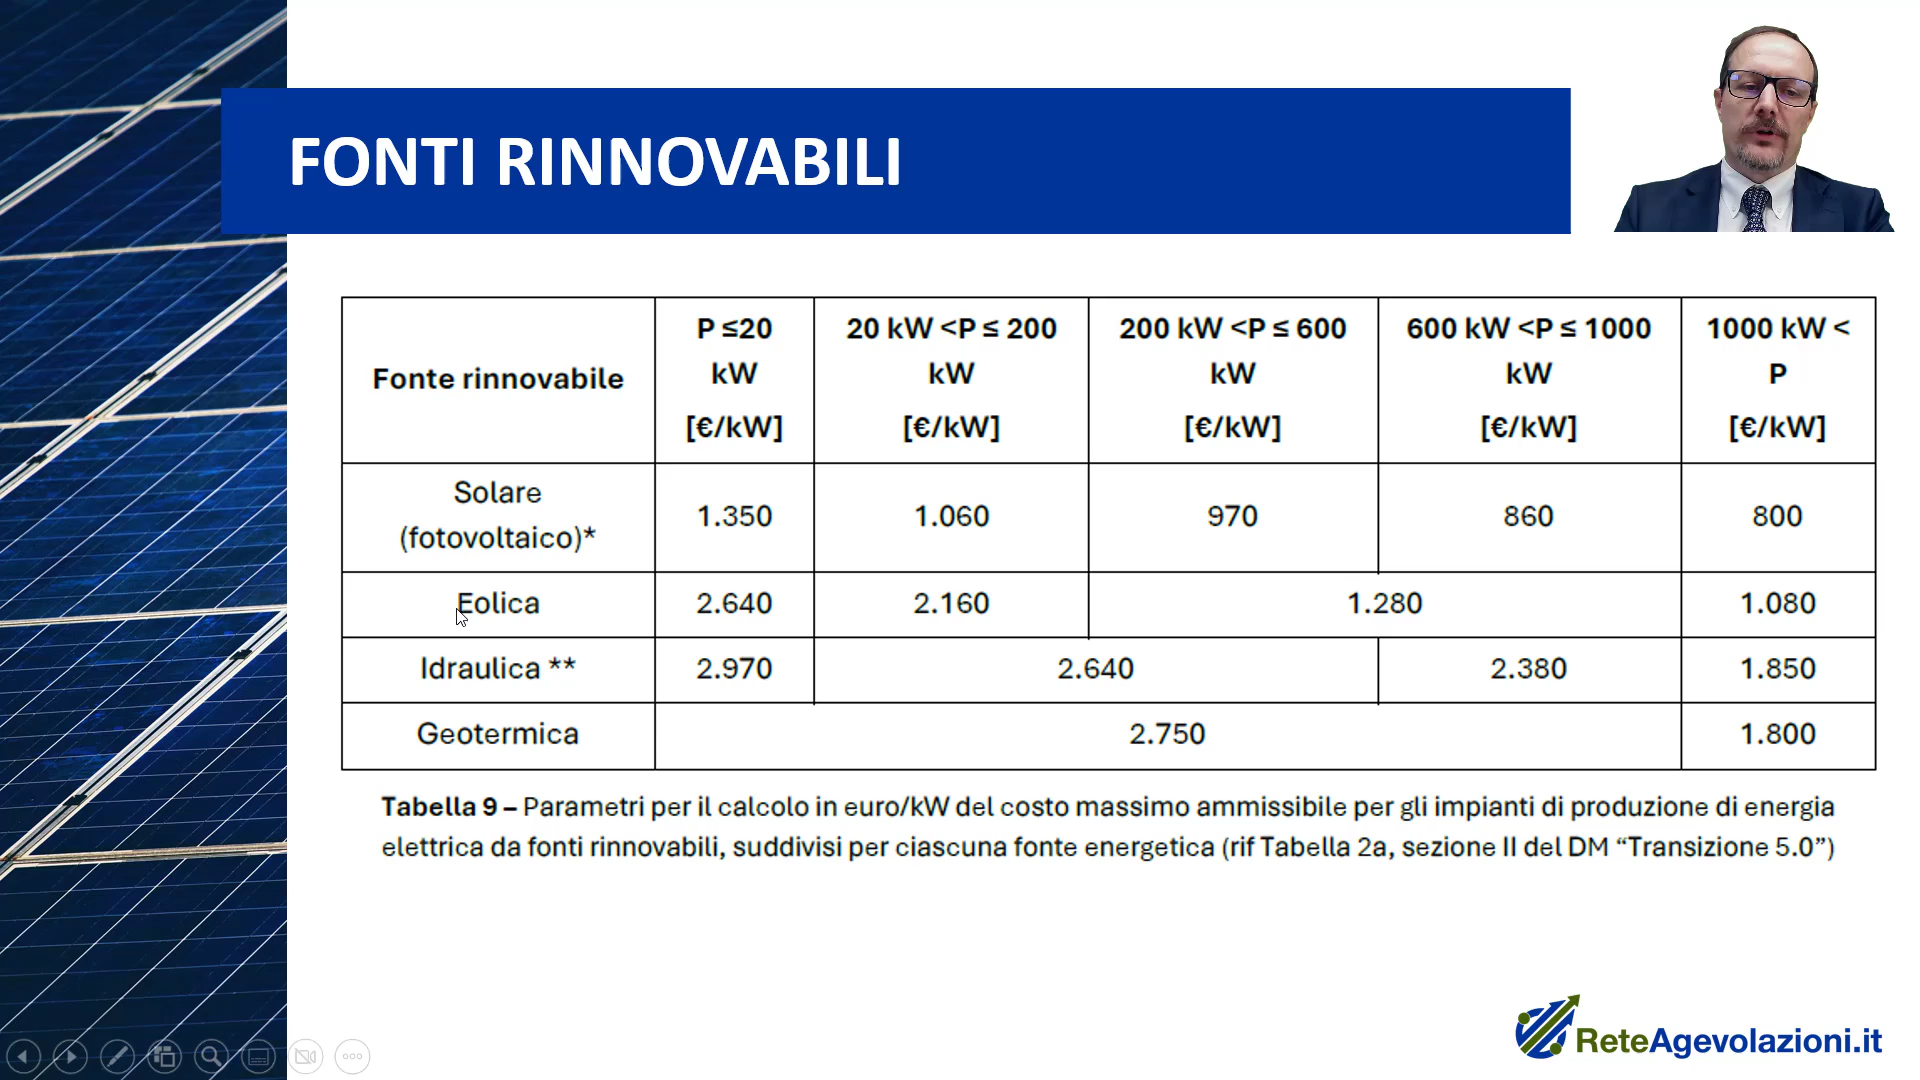 FONTI RINNOVABILI
Fonte rinnovabile
P ≤20
kW
[€/kW]
20 kW <P ≤ 200
kW
[€/kW]
200 kW <P ≤ 600
kW
[€/kW]
600 kW <P ≤ 1000
kW
[€/kW]
1000 kW <
P
[€/kW]
Solare
(fotovoltaico)*
1.350
1.060
970
860
800
Eolica
2.640
2.160
1.280
1.080
Idraulica **
2.970
2.640
2.380
1.850
Geotermica
2.750
1.800
Tabella 9 – Parametri per il calcolo in euro/kW del costo massimo ammissibile per gli impianti di produzione di energia
elettrica da fonti rinnovabili, suddivisi per ciascuna fonte energetica (rif Tabella 2a, sezione II del DM “Transizione 5.0”)
ReteAgevolazioni.it